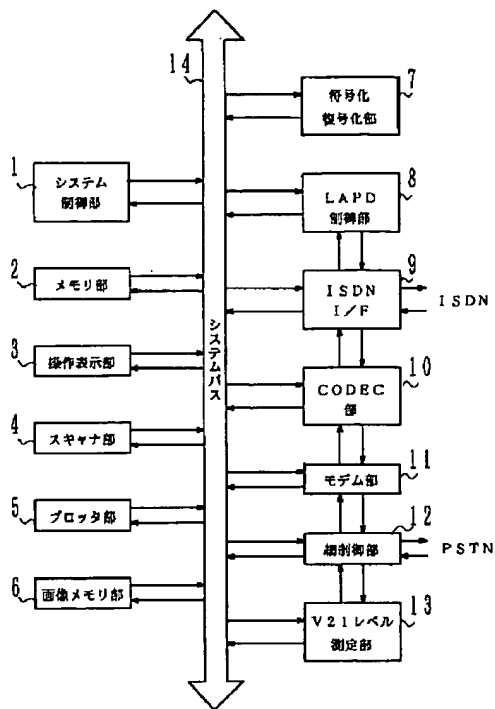 14
7
符号化
復号化部
1
システム
制御部
8
LAPD
制御部
2
メモリ部
9
ISDN
I/F
ISDN
システムバス
3
操作表示部
10
CODEC
部
4
スキャナ部
11
モデム部
5
プロッタ部
12
網制御部
PSTN
6
画像メモリ部
13
V21レベル
測定部